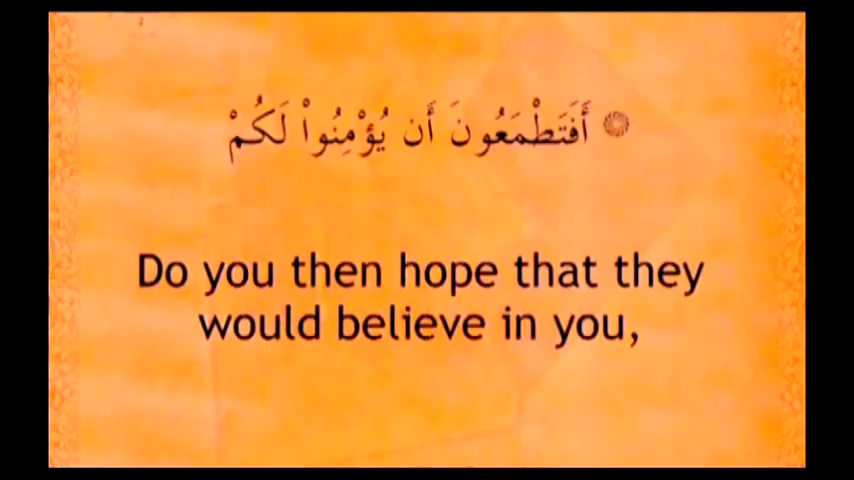 ۞ أَفَتَطْمَعُونَ أَن يُؤْمِنُوا۟ لَكُمْ
Do you then hope that they
would believe in you,